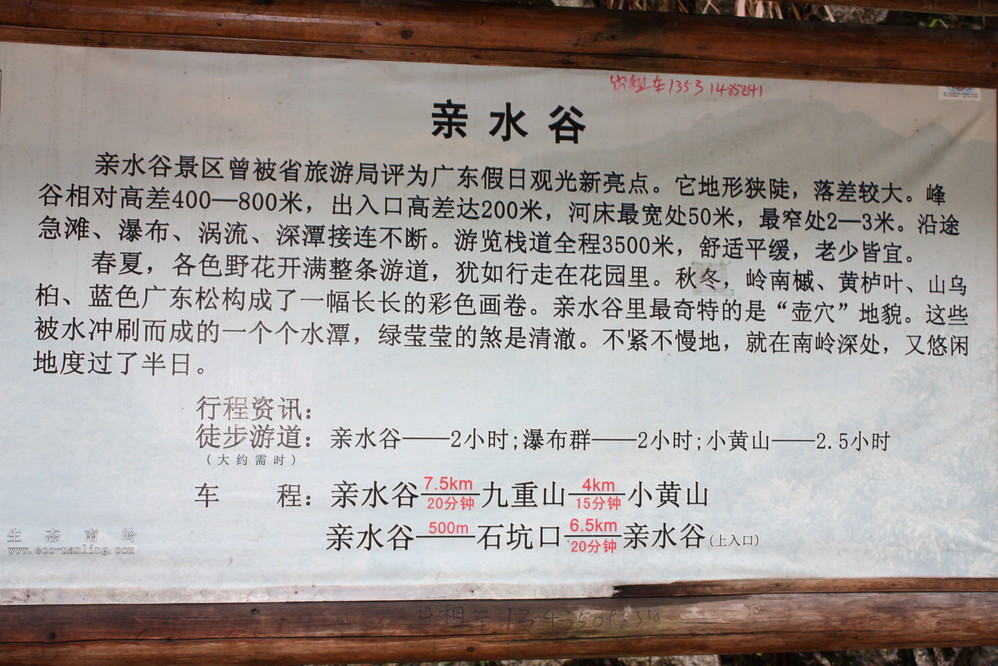 出租车13531485241
亲水谷
亲水谷景区曾被省旅游局评为广东假日观光新亮点。它地形狭陡，落差较大。峰
谷相对高差400—800米，出入口高差达200米，河床最宽处50米，最窄处2—3米。沿途
急滩、瀑布、涡流、深潭接连不断。游览栈道全程3500米，舒适平缓，老少皆宜。
春夏，各色野花开满整条游道，犹如行走在花园里。秋冬，岭南槭、黄栌叶、山乌
桕、蓝色广东松构成了一幅长长的彩色画卷。亲水谷里最奇特的是“壶穴”地貌。这些
被水冲刷而成的一个个水潭，绿莹莹的煞是清澈。不紧不慢地，就在南岭深处，又悠闲
地度过了半日。
行程资讯：
徒步游道：亲水谷——2小时;瀑布群——2小时;小黄山——2.5小时
(大约需时)
车 程：亲水谷 7.5km 20分钟 九重山 4km 15分钟 小黄山
亲水谷 500m 石坑口 6.5km 20分钟 亲水谷(上入口)
生态南岭
www.eco-nanling.com